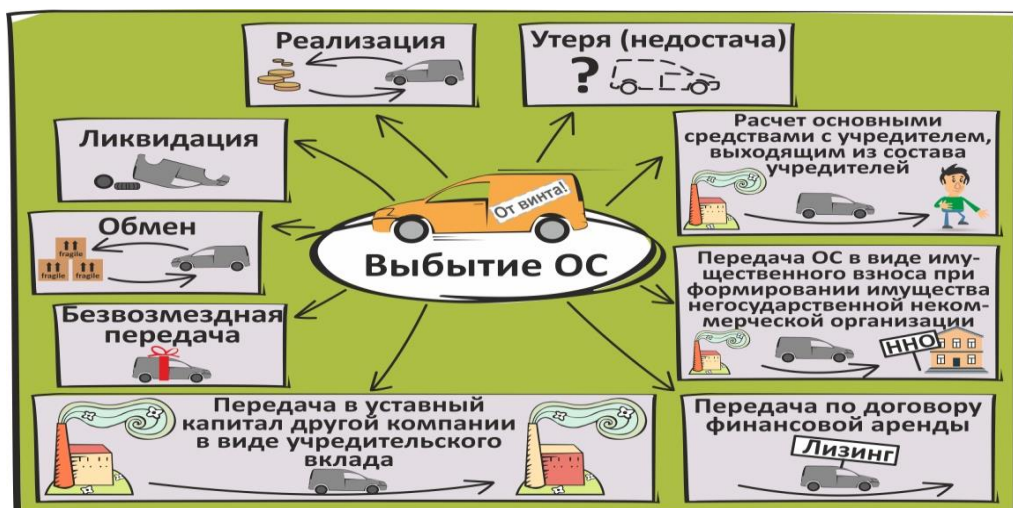 Реализация
Утеря (недостача)
?
Ликвидация
Расчет основными
средствами с учредителем,
выходящим из состава
учредителей
От винта!
Обмен
fragile
fragile fragile
Выбытие ОС
Передача ОС в виде иму-
щественного взноса при
формировании имущества
негосударственной неком-
мерческой организации
ННО
Безвозмездная
передача
Передача в уставный
капитал другой компании
в виде учредительского
вклада
Передача по договору
финансовой аренды
Лизинг